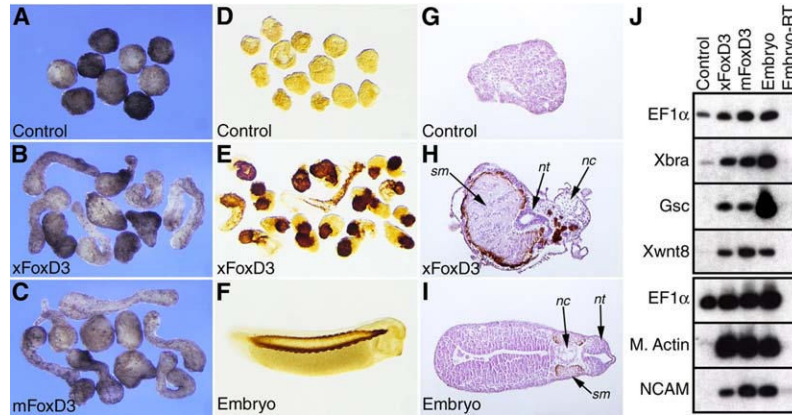 A
Control
B
xFoxD3
C
mFoxD3
D
Control
E
xFoxD3
F
Embryo
G
Control
H
sm
nt
nc
xFoxD3
I
nc
nt
sm
Embryo
J
Control
xFoxD3
mFoxD3
Embryo
Embryo-RT
EF1α
Xbra
Gsc
Xwnt8
EF1α
M. Actin
NCAM